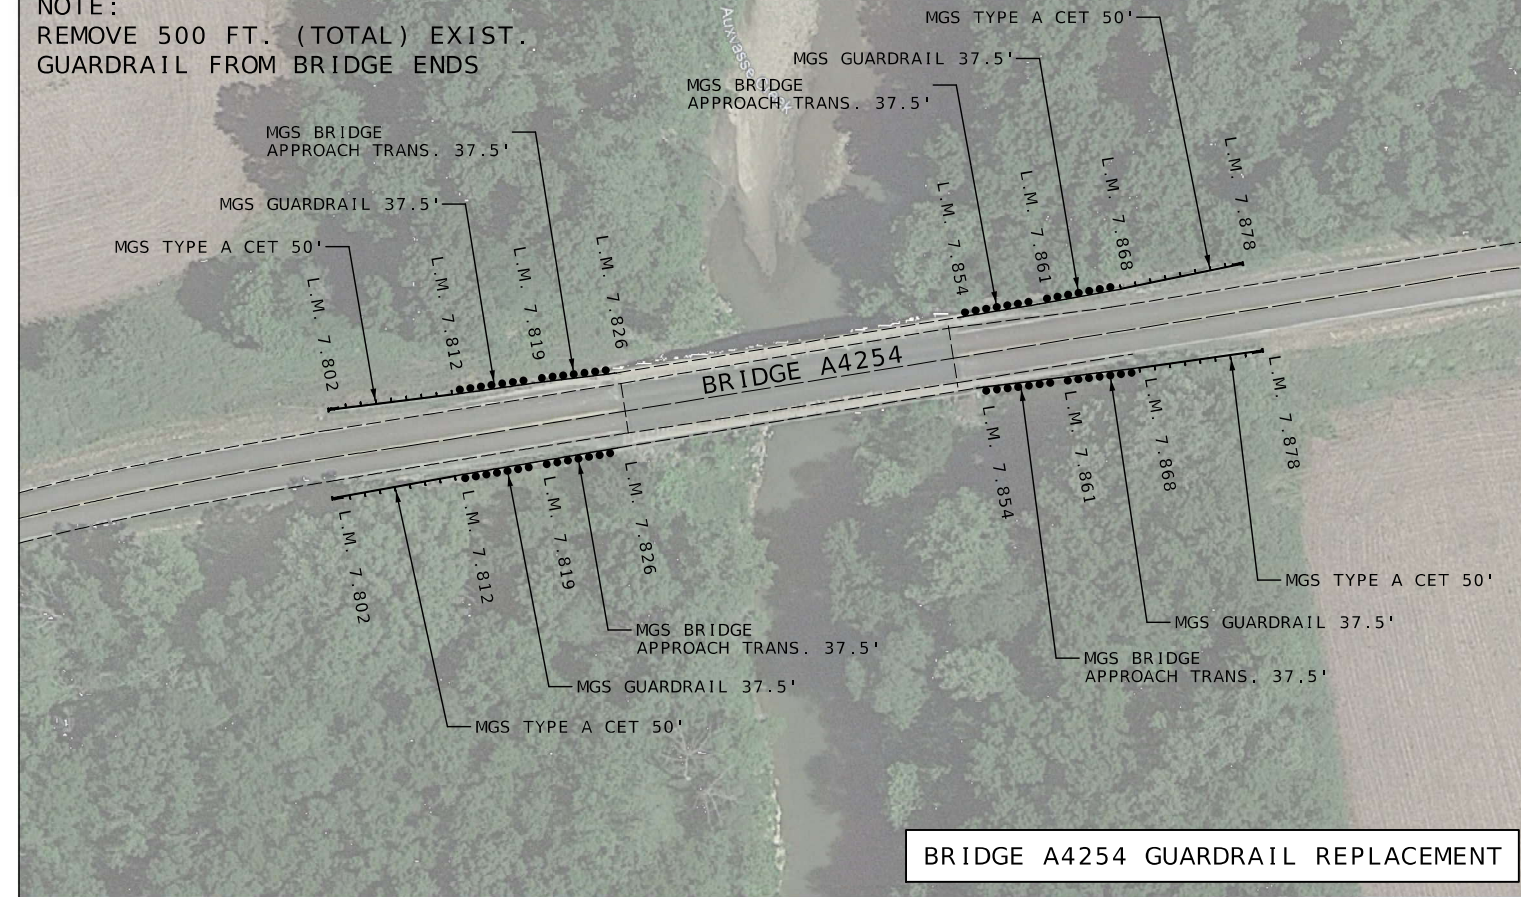 NOTE:
REMOVE 500 FT. (TOTAL) EXIST.
GUARDRAIL FROM BRIDGE ENDS
Auxvasse Creek
MGS TYPE A CET 50'
MGS GUARDRAIL 37.5'
MGS BRIDGE
APPROACH TRANS. 37.5'
MGS BRIDGE
APPROACH TRANS. 37.5'
MGS GUARDRAIL 37.5'
MGS TYPE A CET 50'
L.M. 7.802
L.M. 7.812
L.M. 7.819
L.M. 7.826
L.M. 7.854
L.M. 7.861
L.M. 7.868
L.M. 7.878
BRIDGE A4254
L.M. 7.802
L.M. 7.812
L.M. 7.819
L.M. 7.826
L.M. 7.854
L.M. 7.861
L.M. 7.868
L.M. 7.878
MGS TYPE A CET 50'
MGS GUARDRAIL 37.5'
MGS BRIDGE
APPROACH TRANS. 37.5'
MGS BRIDGE
APPROACH TRANS. 37.5'
MGS GUARDRAIL 37.5'
MGS TYPE A CET 50'
BRIDGE A4254 GUARDRAIL REPLACEMENT